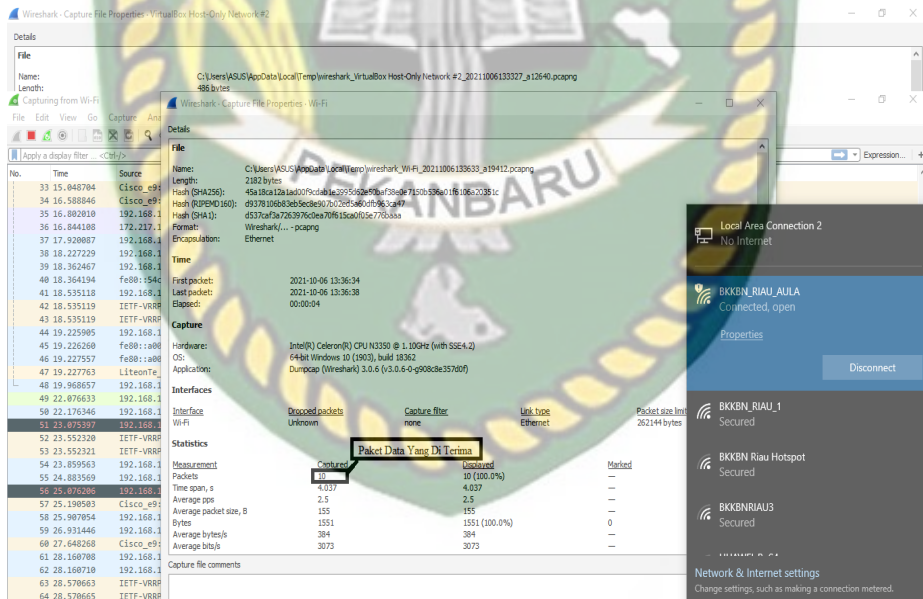 Wireshark - Capture File Properties - VirtualBox Host-Only Network #2
Details
File
Name: C:\Users\ASUS\AppData\Local\Temp\wireshark_VirtualBox Host-Only Network #2_20211006133327_a12640.pcapng
Length: 486 bytes
Capturing from Wi-Fi
File Edit View Go Capture Ana
Apply a display filter ... <Ctrl-/>
Expression...
No. Time Source
33 15.048704 Cisco_e9:
34 16.588846 Cisco_e9:
35 16.802010 192.168.1
36 16.844108 172.217.1
37 17.920087 192.168.1
38 18.227229 192.168.1
39 18.362467 192.168.1
40 18.364194 fe80::54c
41 18.535118 192.168.1
42 18.535119 IETF-VRRP
43 18.535119 IETF-VRRP
44 19.225905 192.168.1
45 19.226260 fe80::a00
46 19.227557 fe80::a00
47 19.227763 LiteonTe_
48 19.968657 192.168.1
49 22.076633 192.168.1
50 22.176346 192.168.1
51 23.075397 192.168.1
52 23.552320 IETF-VRRP
53 23.552321 IETF-VRRP
54 23.859563 192.168.1
55 24.883569 192.168.1
56 25.076206 192.168.1
57 25.190503 Cisco_e9:
58 25.907054 192.168.1
59 26.931446 192.168.1
60 27.648268 Cisco_e9:
61 28.160708 192.168.1
62 28.160710 192.168.1
63 28.570663 IETF-VRRP
64 28.570665 IETF-VRRP
Wireshark - Capture File Properties - Wi-Fi
Details
File
Name: C:\Users\ASUS\AppData\Local\Temp\wireshark_Wi-Fi_20211006133633_a19412.pcapng
Length: 2182 bytes
Hash (SHA256): 45a18ca12a1ad00f9cdab1e3995d62e50baf38e0e7150b536a01f6106a20351c
Hash (RIPEMD160): d9378106b83eb5ec8e907b02ed5a60dfb963ca47
Hash (SHA1): d537caf3a7263976c0ea70f615ca0f05e776baaa
Format: Wireshark/... - pcapng
Encapsulation: Ethernet
Time
First packet: 2021-10-06 13:36:34
Last packet: 2021-10-06 13:36:38
Elapsed: 00:00:04
Capture
Hardware: Intel(R) Celeron(R) CPU N3350 @ 1.10GHz (with SSE4.2)
OS: 64-bit Windows 10 (1903), build 18362
Application: Dumpcap (Wireshark) 3.0.6 (v3.0.6-0-g908c8e357d0f)
Interfaces
Interface Dropped packets Capture filter Link type Packet size limit
Wi-Fi Unknown none Ethernet 262144 bytes
Statistics
Paket Data Yang Di Terima
Measurement Captured Displayed Marked
Packets 10 10 (100.0%) —
Time span, s 4.037 4.037 —
Average pps 2.5 2.5 —
Average packet size, B 155 155 —
Bytes 1551 1551 (100.0%) 0
Average bytes/s 384 384 —
Average bits/s 3073 3073 —
Capture file comments
PEKANBARU
Local Area Connection 2
No Internet
BKKBN_RIAU_AULA
Connected, open
Properties
Disconnect
BKKBN_RIAU_1
Secured
BKKBN Riau Hotspot
Secured
BKKBNRIAU3
Secured
Network & Internet settings
Change settings, such as making a connection metered.